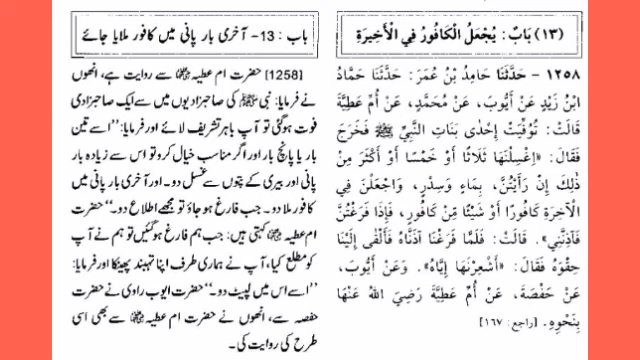 (١٣) بَابٌ : يُجْعَلُ الْكَافُورُ فِي الْأَخِيرَةِ
١٢٥٨ - حَدَّثَنَا حَامِدُ بْنُ عُمَرَ: حَدَّثَنَا حَمَّادُ
ابْنُ زَيْدٍ عَنْ أَيُّوبَ، عَنْ مُحَمَّدٍ، عَنْ أُمِّ عَطِيَّةَ
قَالَتْ: تُوُفِّيَتْ إِحْدَى بَنَاتِ النَّبِيِّ ﷺ فَخَرَجَ
فَقَالَ: «اغْسِلْنَهَا ثَلَاثًا أَوْ خَمْسًا أَوْ أَكْثَرَ مِنْ
ذٰلِكِ إِنْ رَأَيْتُنَّ، بِمَاءٍ وَسِدْرٍ، وَاجْعَلْنَ فِي
الْآخِرَةِ كَافُورًا أَوْ شَيْئًا مِّنْ كَافُورٍ، فَإِذَا فَرَغْتُنَّ
فَآذِنَّنِي». قَالَتْ: فَلَمَّا فَرَغْنَا آذَنَّاهُ فَأَلْقَى إِلَيْنَا
حِقْوَهُ فَقَالَ: «أَشْعِرْنَهَا إِيَّاهُ». وَعَنْ أَيُّوبَ،
عَنْ حَفْصَةَ، عَنْ أُمِّ عَطِيَّةَ رَضِيَ اللهُ عَنْهَا
بِنَحْوِهِ. [راجع: ١٦٧]
باب : 13- آخری بار پانی میں کافور ملایا جائے
[1258] حضرت ام عطیہ ؓ سے روایت ہے، انھوں
نے فرمایا: نبی ﷺ کی صاحبزادیوں میں سے ایک صاحبزادی
فوت ہوگئی تو آپ باہر تشریف لائے اور فرمایا: ’’اسے تین
بار یا پانچ بار اور اگر مناسب خیال کرو تو اس سے زیادہ بار
پانی اور بیری کے پتوں سے غسل دو۔ اور آخری بار پانی میں
کافور ملا دو۔ جب فارغ ہو جاؤ تو مجھے اطلاع دو۔‘‘ حضرت
ام عطیہ ؓ کہتی ہیں: جب ہم فارغ ہوگئیں تو ہم نے آپ
کو مطلع کیا، آپ نے ہماری طرف اپنا تہبند پھینکا اور فرمایا:
’’اسے اس میں لپیٹ دو۔‘‘ حضرت ایوب راوی نے حضرت
حفصہ سے، انھوں نے حضرت ام عطیہ ؓ سے بھی اسی
طرح کی روایت کی۔